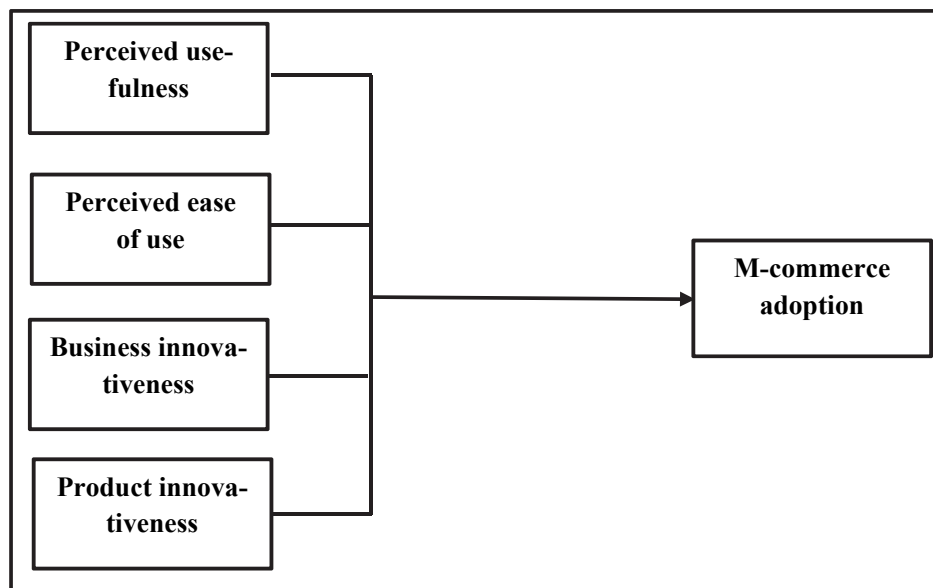 Perceived use-
fulness
Perceived ease
of use
M-commerce
adoption
Business innova-
tiveness
Product innova-
tiveness